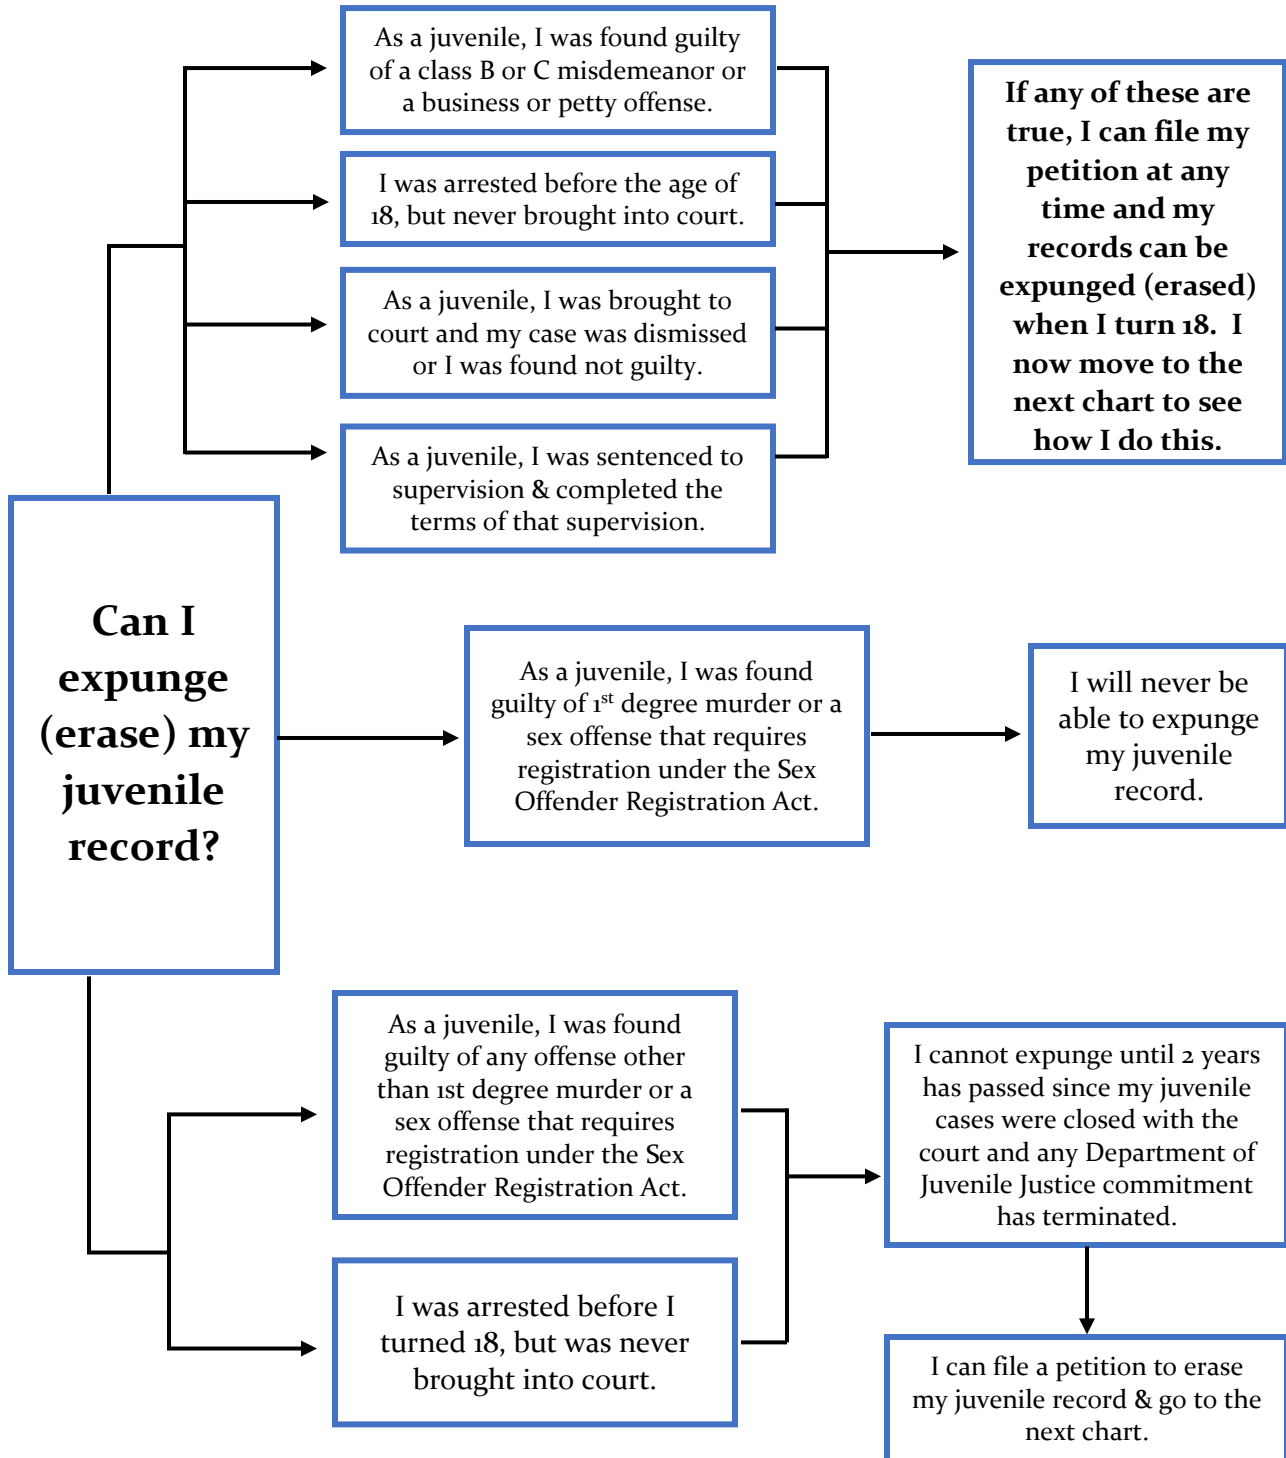 As a juvenile, I was found guilty
of a class B or C misdemeanor or
a business or petty offense.
I was arrested before the age of
18, but never brought into court.
As a juvenile, I was brought to
court and my case was dismissed
or I was found not guilty.
As a juvenile, I was sentenced to
supervision & completed the
terms of that supervision.
If any of these are
true, I can file my
petition at any
time and my
records can be
expunged (erased)
when I turn 18.  I
now move to the
next chart to see
how I do this.
Can I
expunge
(erase) my
juvenile
record?
As a juvenile, I was found
guilty of 1st degree murder or a
sex offense that requires
registration under the Sex
Offender Registration Act.
I will never be
able to expunge
my juvenile
record.
As a juvenile, I was found
guilty of any offense other
than 1st degree murder or a
sex offense that requires
registration under the Sex
Offender Registration Act.
I was arrested before I
turned 18, but was never
brought into court.
I cannot expunge until 2 years
has passed since my juvenile
cases were closed with the
court and any Department of
Juvenile Justice commitment
has terminated.
I can file a petition to erase
my juvenile record & go to the
next chart.